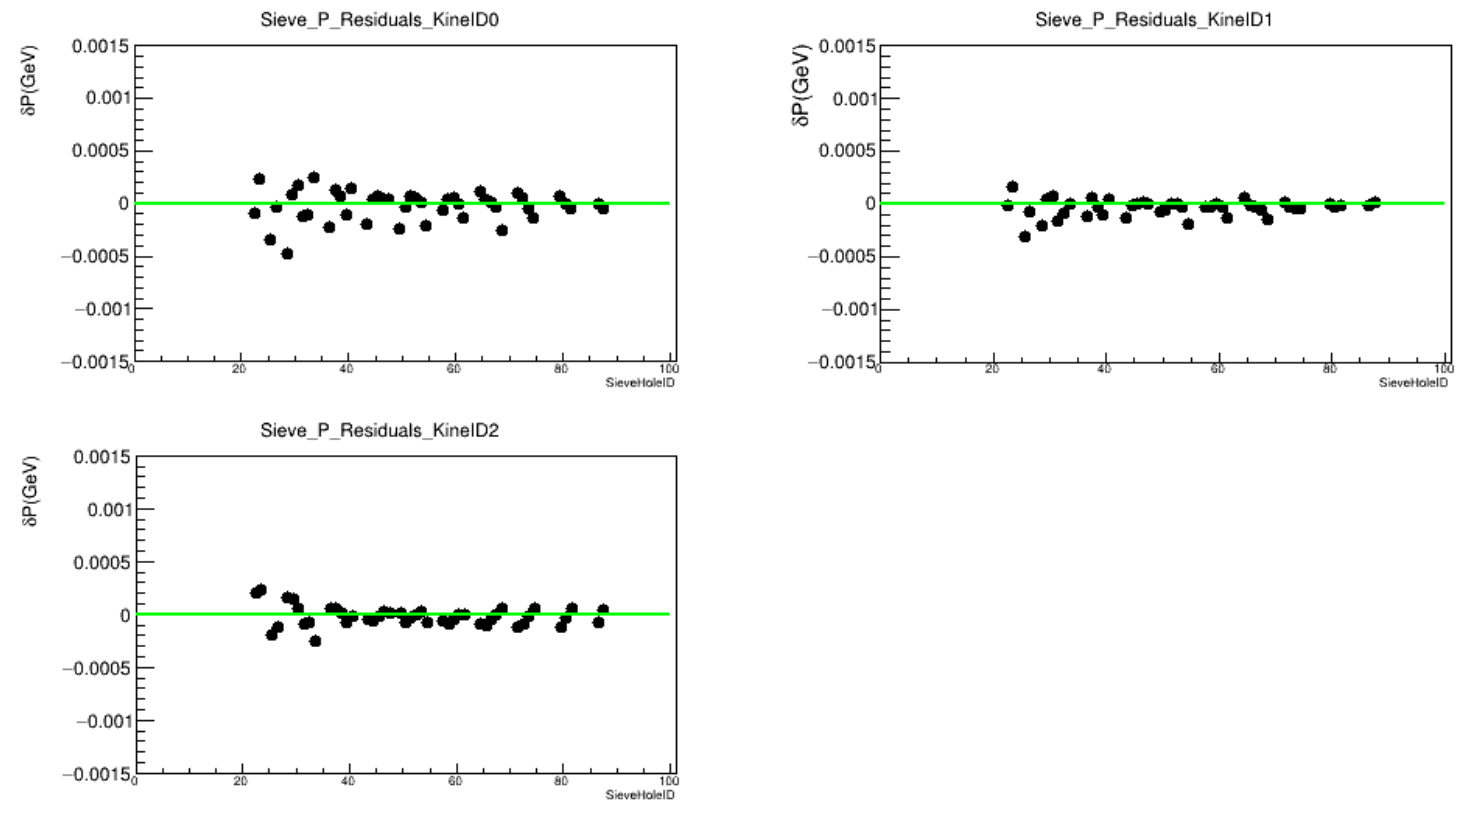 Sieve_P_Residuals_KineID0
δP(GeV)
0.0015
0.001
0.0005
0
−0.0005
−0.001
−0.0015
0 20 40 60 80 100
SieveHoleID
Sieve_P_Residuals_KineID1
δP(GeV)
0.0015
0.001
0.0005
0
−0.0005
−0.001
−0.0015
0 20 40 60 80 100
SieveHoleID
Sieve_P_Residuals_KineID2
δP(GeV)
0.0015
0.001
0.0005
0
−0.0005
−0.001
−0.0015
0 20 40 60 80 100
SieveHoleID